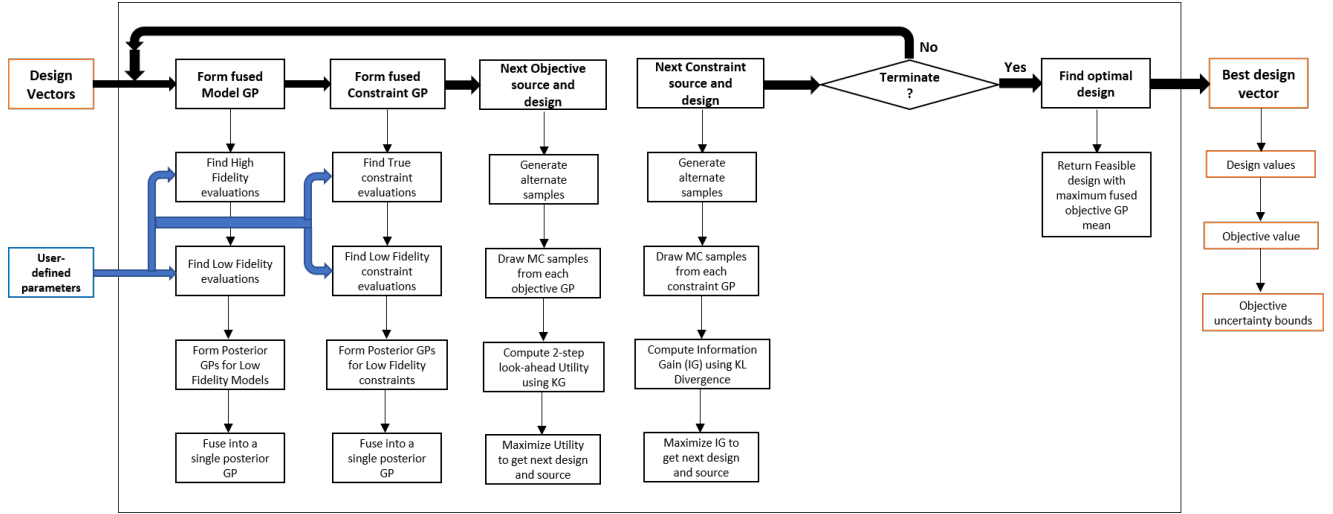 No
Design
Vectors
Form fused
Model GP
Form fused
Constraint GP
Next Objective
source and
design
Next Constraint
source and
design
Terminate
?
Yes
Find optimal
design
Best design
vector
Find High
Fidelity
evaluations
Find True
constraint
evaluations
Generate
alternate
samples
Generate
alternate
samples
Return Feasible
design with
maximum fused
objective GP
mean
Design values
User-
defined
parameters
Find Low Fidelity
evaluations
Find Low Fidelity
constraint
evaluations
Draw MC samples
from each
objective GP
Draw MC samples
from each
constraint GP
Objective value
Objective
uncertainty bounds
Form Posterior
GPs for Low
Fidelity Models
Form Posterior GPs
for Low Fidelity
constraints
Compute 2-step
look-ahead Utility
using KG
Compute Information
Gain (IG) using KL
Divergence
Fuse into a
single posterior
GP
Fuse into a
single posterior
GP
Maximize Utility
to get next design
and source
Maximize IG to
get next design
and source